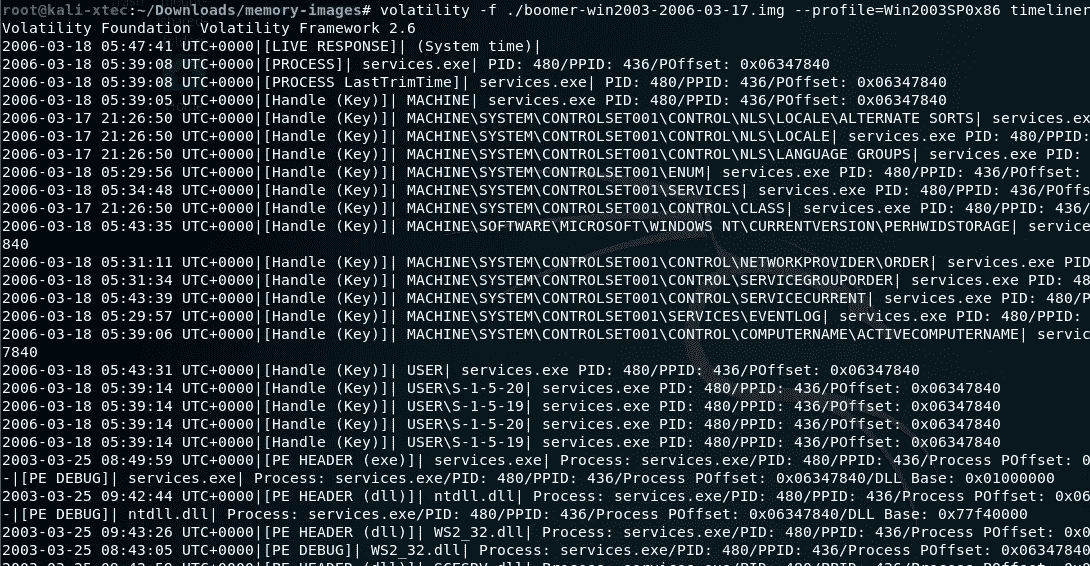 root@kali-xtec:~/Downloads/memory-images# volatility -f ./boomer-win2003-2006-03-17.img --profile=Win2003SP0x86 timeliner
Volatility Foundation Volatility Framework 2.6
2006-03-18 05:47:41 UTC+0000|[LIVE RESPONSE]| (System time)|
2006-03-18 05:39:08 UTC+0000|[PROCESS]| services.exe| PID: 480/PPID: 436/POffset: 0x06347840
2006-03-18 05:39:08 UTC+0000|[PROCESS LastTrimTime]| services.exe| PID: 480/PPID: 436/POffset: 0x06347840
2006-03-18 05:39:05 UTC+0000|[Handle (Key)]| MACHINE| services.exe PID: 480/PPID: 436/POffset: 0x06347840
2006-03-17 21:26:50 UTC+0000|[Handle (Key)]| MACHINE\SYSTEM\CONTROLSET001\CONTROL\NLS\LOCALE\ALTERNATE SORTS| services.ex
2006-03-17 21:26:50 UTC+0000|[Handle (Key)]| MACHINE\SYSTEM\CONTROLSET001\CONTROL\NLS\LOCALE| services.exe PID: 480/PPID:
2006-03-17 21:26:50 UTC+0000|[Handle (Key)]| MACHINE\SYSTEM\CONTROLSET001\CONTROL\NLS\LANGUAGE GROUPS| services.exe PID:
2006-03-18 05:29:56 UTC+0000|[Handle (Key)]| MACHINE\SYSTEM\CONTROLSET001\ENUM| services.exe PID: 480/PPID: 436/POffset:
2006-03-18 05:34:48 UTC+0000|[Handle (Key)]| MACHINE\SYSTEM\CONTROLSET001\SERVICES| services.exe PID: 480/PPID: 436/POffs
2006-03-17 21:26:50 UTC+0000|[Handle (Key)]| MACHINE\SYSTEM\CONTROLSET001\CONTROL\CLASS| services.exe PID: 480/PPID: 436/
2006-03-18 05:43:35 UTC+0000|[Handle (Key)]| MACHINE\SOFTWARE\MICROSOFT\WINDOWS NT\CURRENTVERSION\PERHWIDSTORAGE| service
840
2006-03-18 05:31:11 UTC+0000|[Handle (Key)]| MACHINE\SYSTEM\CONTROLSET001\CONTROL\NETWORKPROVIDER\ORDER| services.exe PID
2006-03-18 05:31:34 UTC+0000|[Handle (Key)]| MACHINE\SYSTEM\CONTROLSET001\CONTROL\SERVICEGROUPORDER| services.exe PID: 48
2006-03-18 05:43:39 UTC+0000|[Handle (Key)]| MACHINE\SYSTEM\CONTROLSET001\CONTROL\SERVICECURRENT| services.exe PID: 480/P
2006-03-18 05:29:57 UTC+0000|[Handle (Key)]| MACHINE\SYSTEM\CONTROLSET001\SERVICES\EVENTLOG| services.exe PID: 480/PPID:
2006-03-18 05:39:06 UTC+0000|[Handle (Key)]| MACHINE\SYSTEM\CONTROLSET001\CONTROL\COMPUTERNAME\ACTIVECOMPUTERNAME| servic
7840
2006-03-18 05:43:31 UTC+0000|[Handle (Key)]| USER| services.exe PID: 480/PPID: 436/POffset: 0x06347840
2006-03-18 05:39:14 UTC+0000|[Handle (Key)]| USER\S-1-5-20| services.exe PID: 480/PPID: 436/POffset: 0x06347840
2006-03-18 05:39:14 UTC+0000|[Handle (Key)]| USER\S-1-5-19| services.exe PID: 480/PPID: 436/POffset: 0x06347840
2006-03-18 05:39:14 UTC+0000|[Handle (Key)]| USER\S-1-5-20| services.exe PID: 480/PPID: 436/POffset: 0x06347840
2006-03-18 05:39:14 UTC+0000|[Handle (Key)]| USER\S-1-5-19| services.exe PID: 480/PPID: 436/POffset: 0x06347840
2003-03-25 08:49:59 UTC+0000|[PE HEADER (exe)]| services.exe| Process: services.exe/PID: 480/PPID: 436/Process POffset: 0
-|[PE DEBUG]| services.exe| Process: services.exe/PID: 480/PPID: 436/Process POffset: 0x06347840/DLL Base: 0x01000000
2003-03-25 09:42:44 UTC+0000|[PE HEADER (dll)]| ntdll.dll| Process: services.exe/PID: 480/PPID: 436/Process POffset: 0x06
-|[PE DEBUG]| ntdll.dll| Process: services.exe/PID: 480/PPID: 436/Process POffset: 0x06347840/DLL Base: 0x77f40000
2003-03-25 09:43:26 UTC+0000|[PE HEADER (dll)]| WS2_32.dll| Process: services.exe/PID: 480/PPID: 436/Process POffset: 0x0
2003-03-25 08:43:05 UTC+0000|[PE DEBUG]| WS2_32.dll| Process: services.exe/PID: 480/PPID: 436/Process POffset: 0x06347840